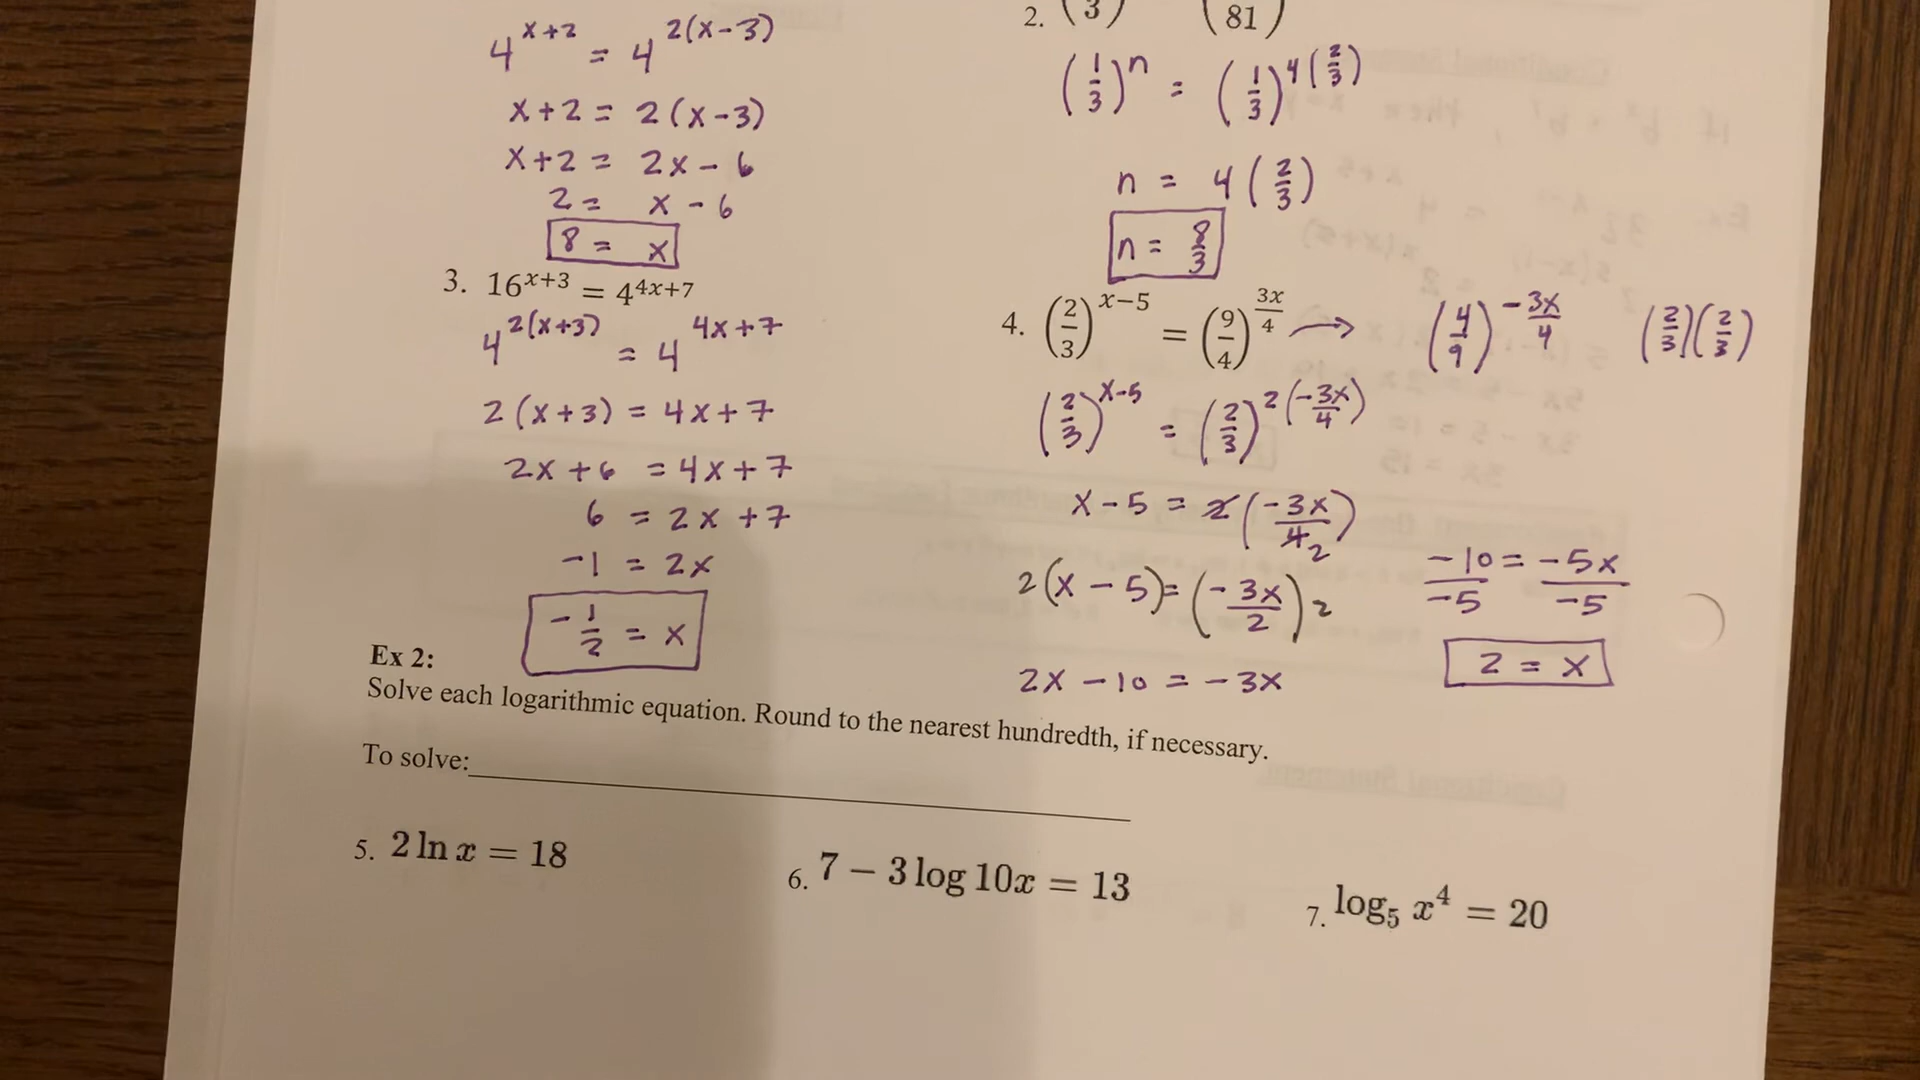 4^{x+2} = 4^{2(x-3)}
x+2 = 2(x-3)
x+2 = 2x - 6
2 = x - 6
8 = x
2. (3) (81)
(1/3)^n = (1/3)^{4(2/3)}
n = 4(2/3)
n = 8/3
3. 16^{x+3} = 4^{4x+7}
4^{2(x+3)} = 4^{4x+7}
2(x+3) = 4x+7
2x+6 = 4x+7
6 = 2x+7
-1 = 2x
-1/2 = x
4. (2/3)^{x-5} = (9/4)^{3x/4} → (4/9)^{-3x/4} (2/3)(2/3)
(2/3)^{x-5} = (2/3)^{2(-3x/4)}
x-5 = 2(-3x/4) 2
2(x-5) = (-3x/2)2
2x-10 = -3x
-10 = -5x
-5 -5
2 = x
Ex 2:
Solve each logarithmic equation. Round to the nearest hundredth, if necessary.
To solve:
5. 2 ln x = 18
6. 7 − 3 log 10x = 13
7. log₅ x⁴ = 20